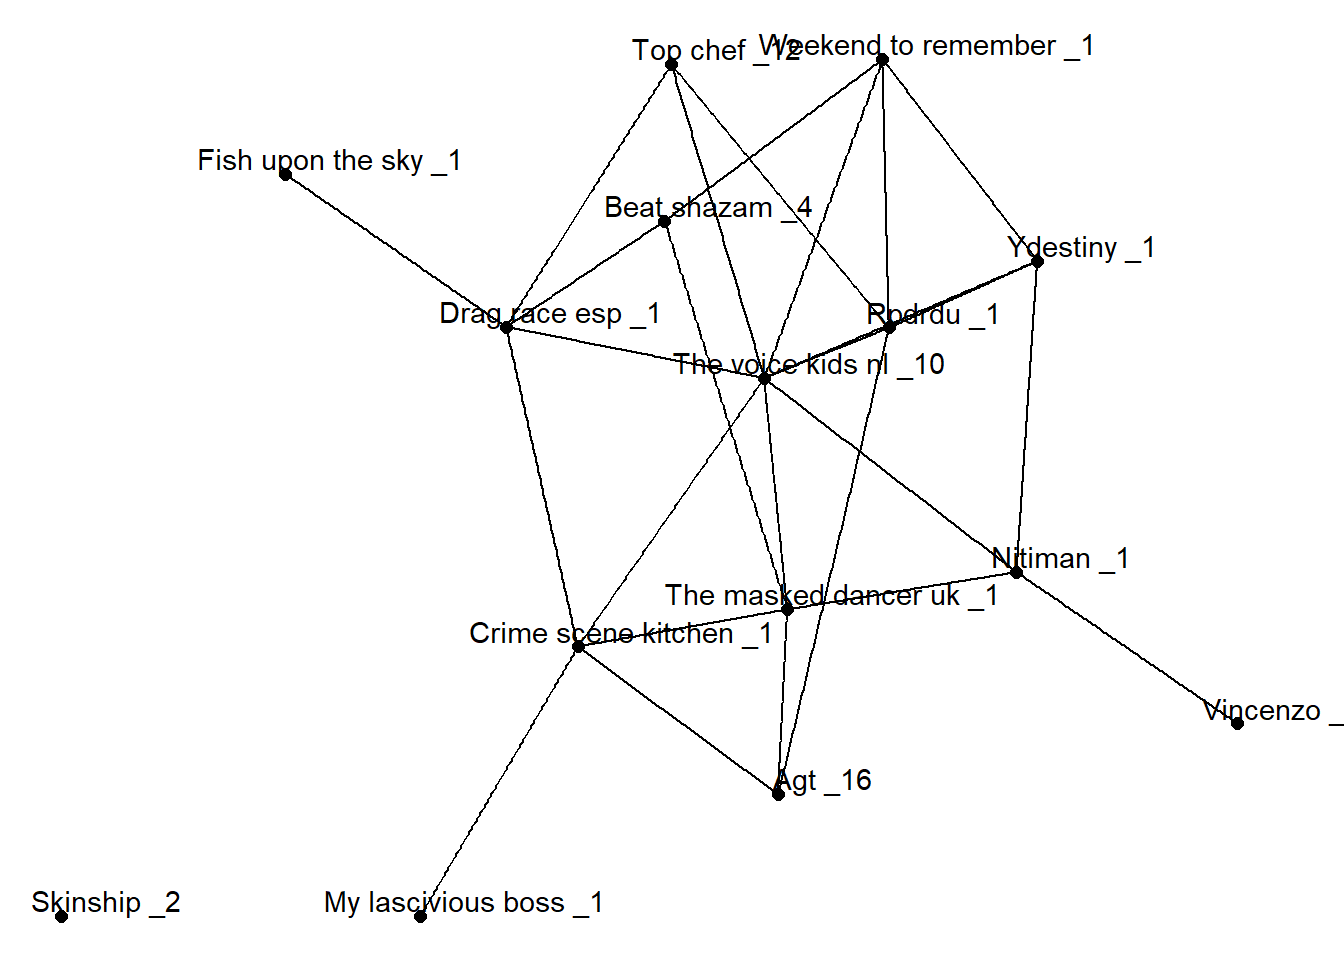 Top chef _12
Weekend to remember _1
Fish upon the sky _1
Beat shazam _4
Ydestiny _1
Drag race esp _1
Rpdrdu _1
The voice kids nl _10
Nitiman _1
The masked dancer uk _1
Crime scene kitchen _1
Vincenzo _
Agt _16
Skinship _2
My lascivious boss _1